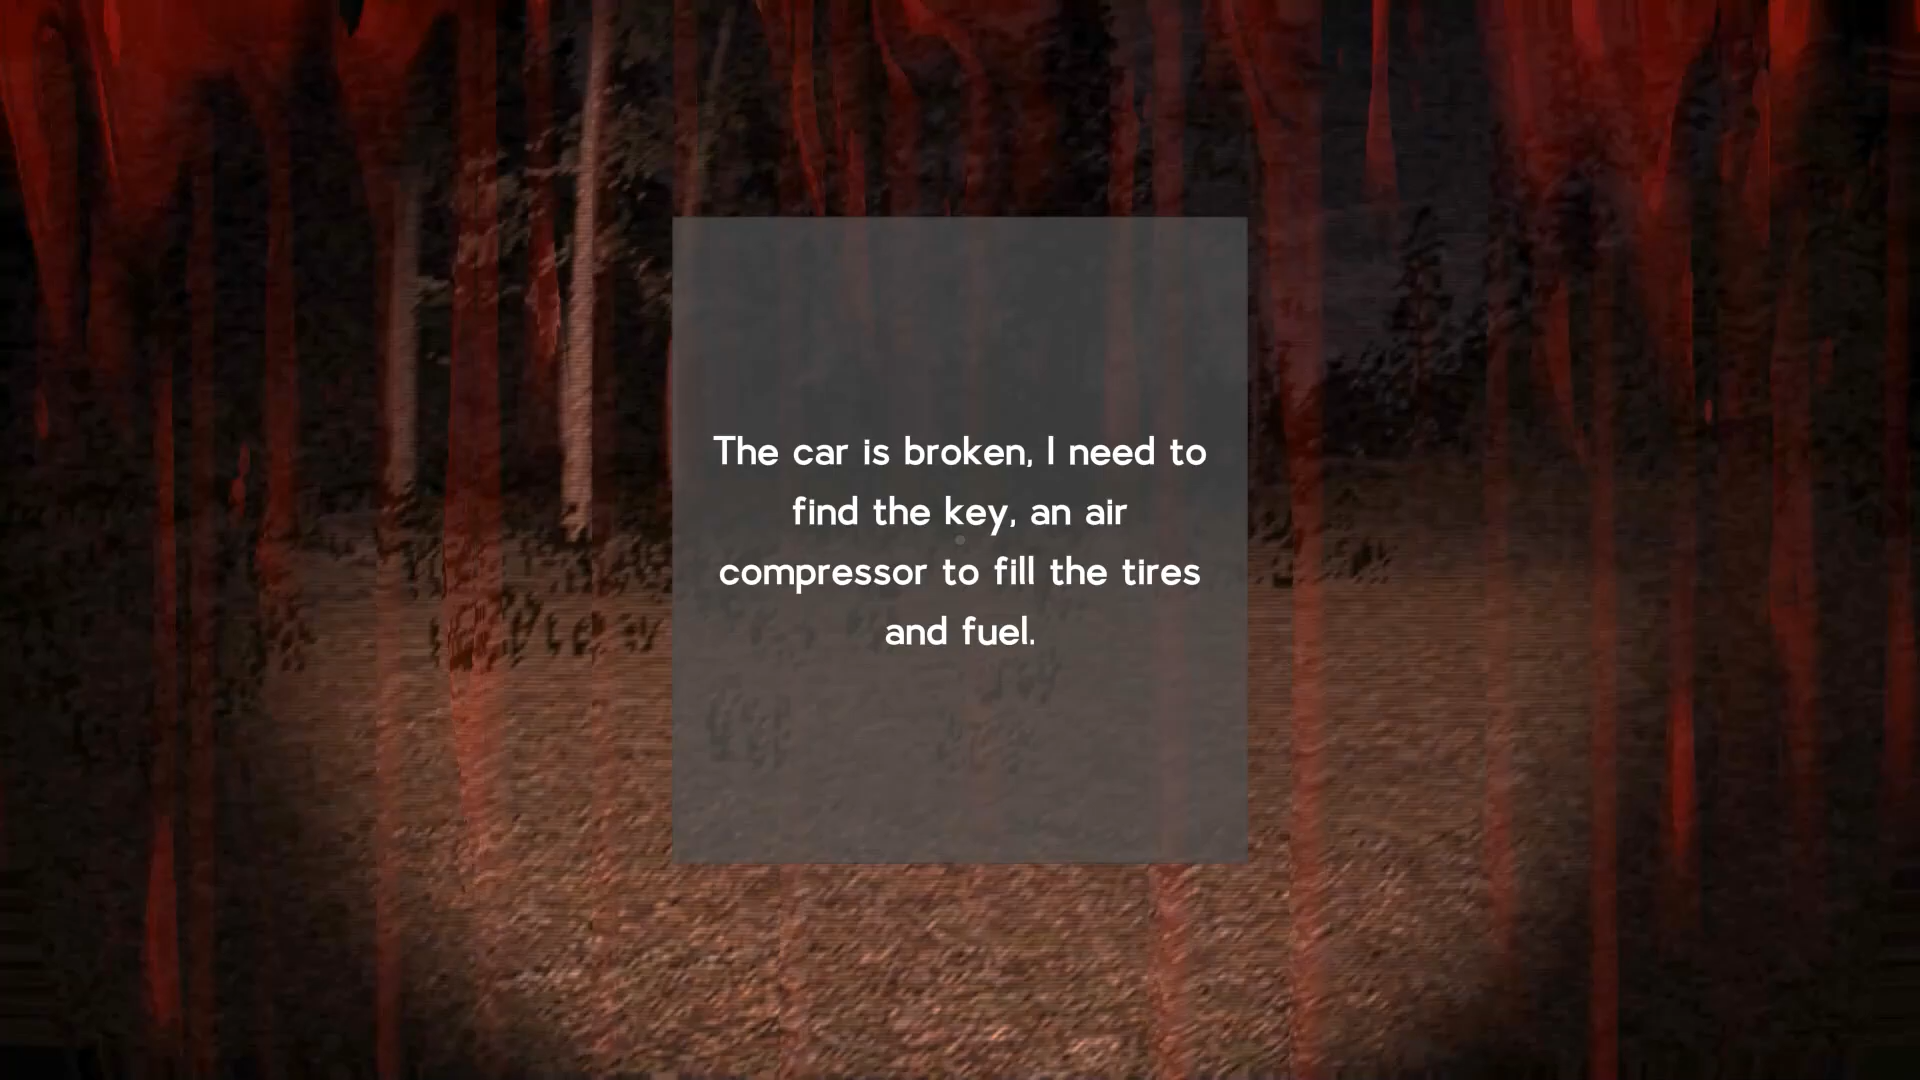 The car is broken, I need to
find the key, an air
compressor to fill the tires
and fuel.